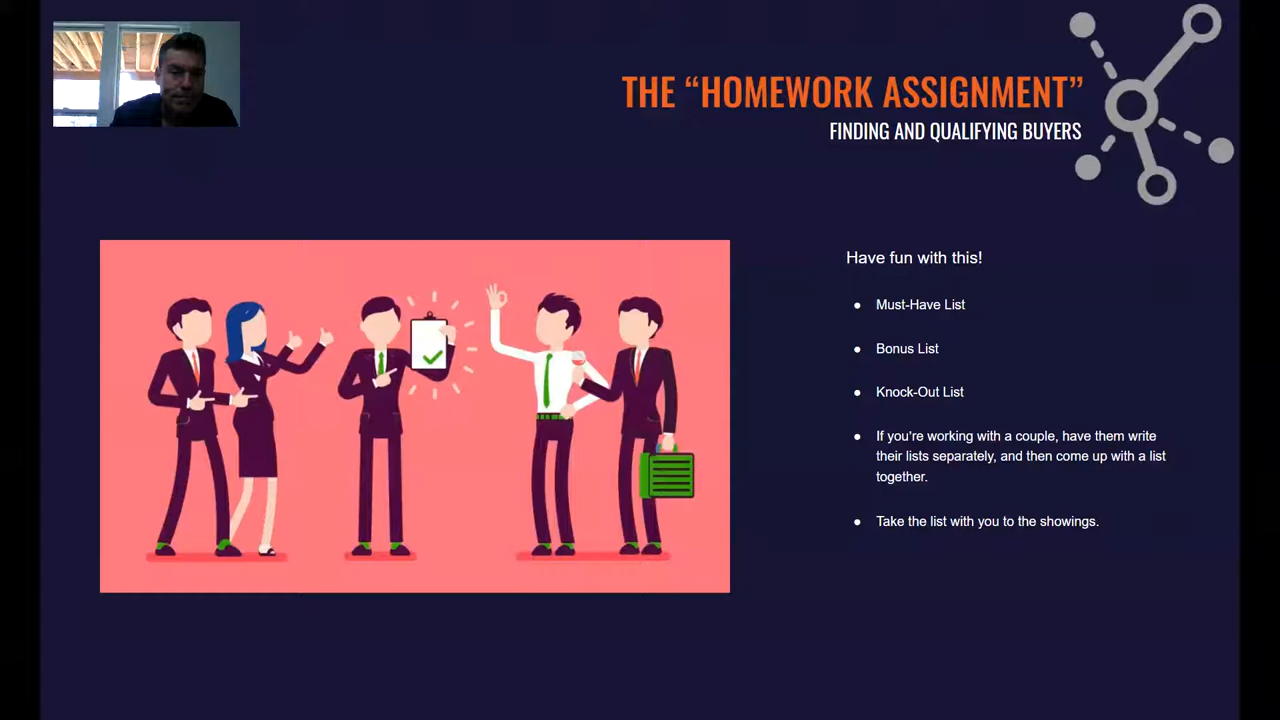 THE “HOMEWORK ASSIGNMENT”
FINDING AND QUALIFYING BUYERS
Have fun with this!
● Must-Have List
● Bonus List
● Knock-Out List
● If you're working with a couple, have them write
their lists separately, and then come up with a list
together.
● Take the list with you to the showings.